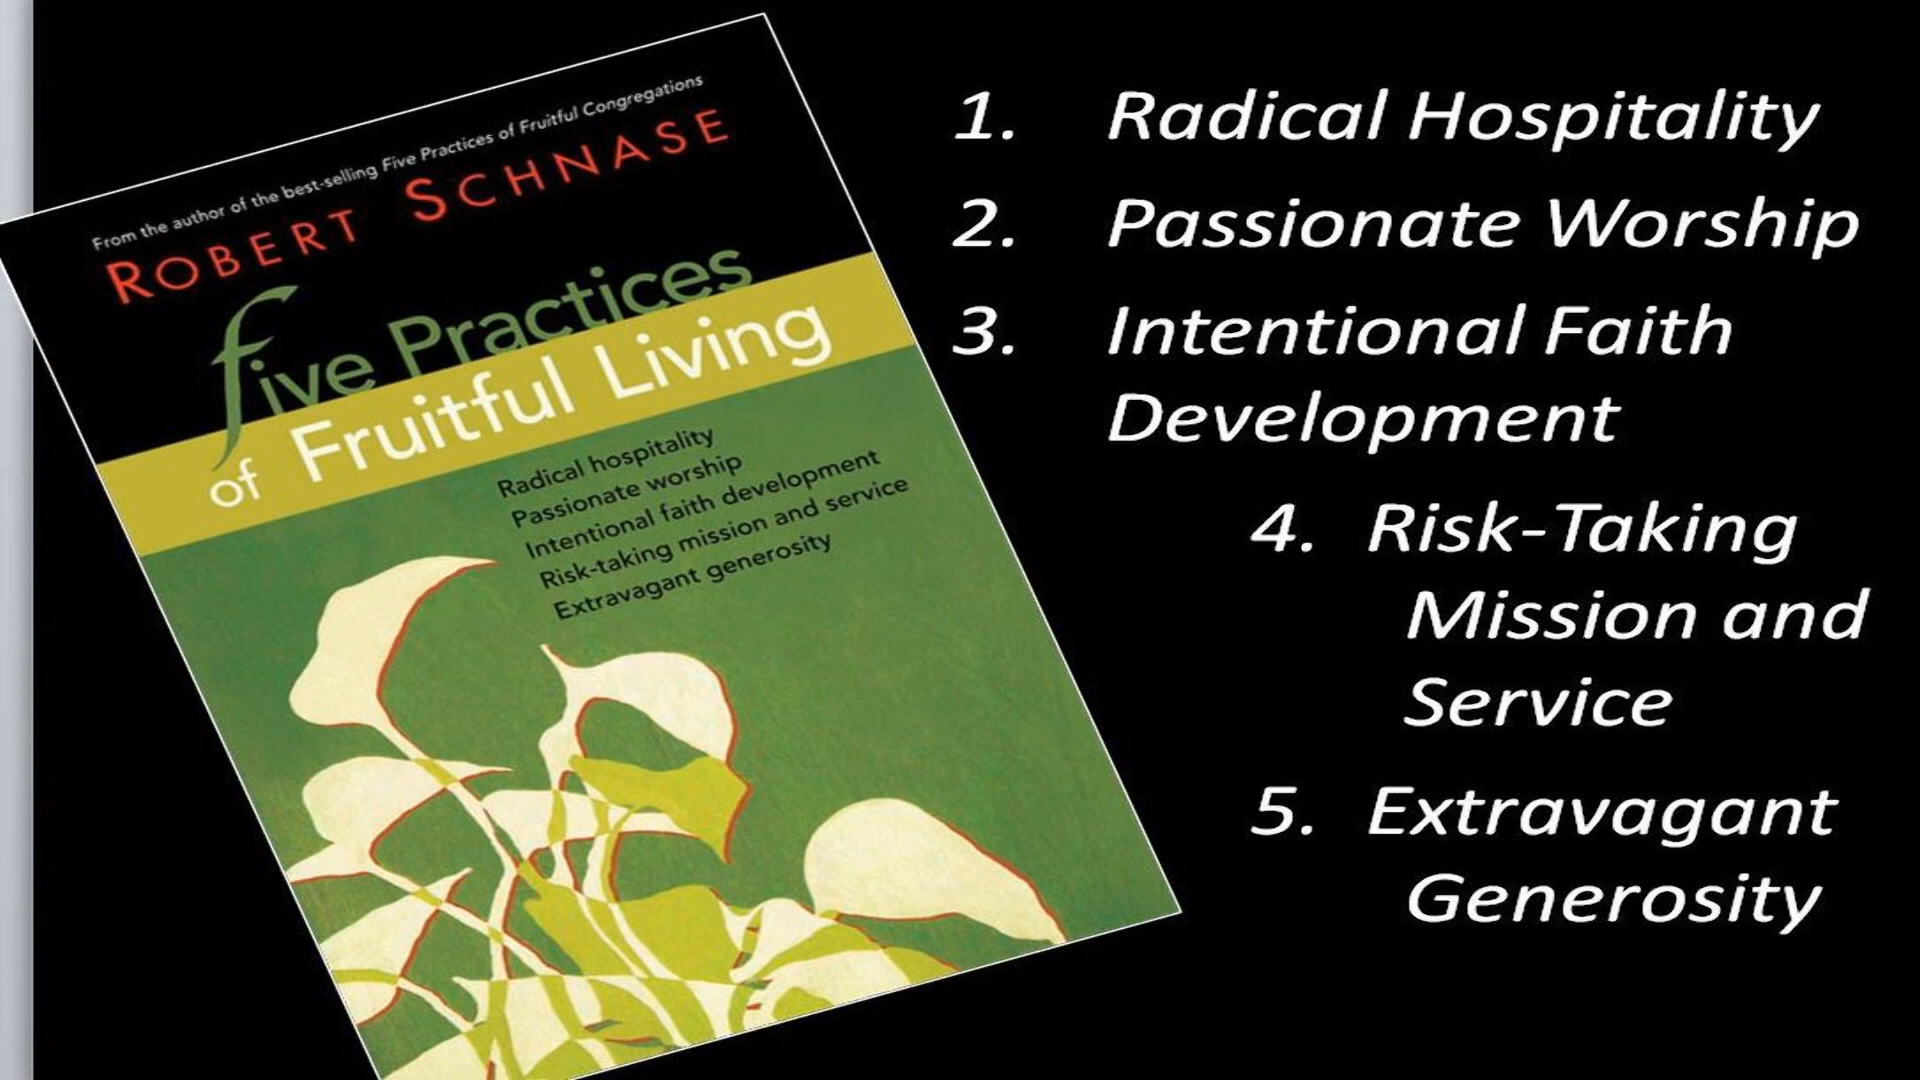 From the author of the best-selling Five Practices of Fruitful Congregations
ROBERT SCHNASE
five Practices
of Fruitful Living
Radical hospitality
Passionate worship
Intentional faith development
Risk-taking mission and service
Extravagant generosity
1. Radical Hospitality
2. Passionate Worship
3. Intentional Faith
Development
4. Risk-Taking
Mission and
Service
5. Extravagant
Generosity